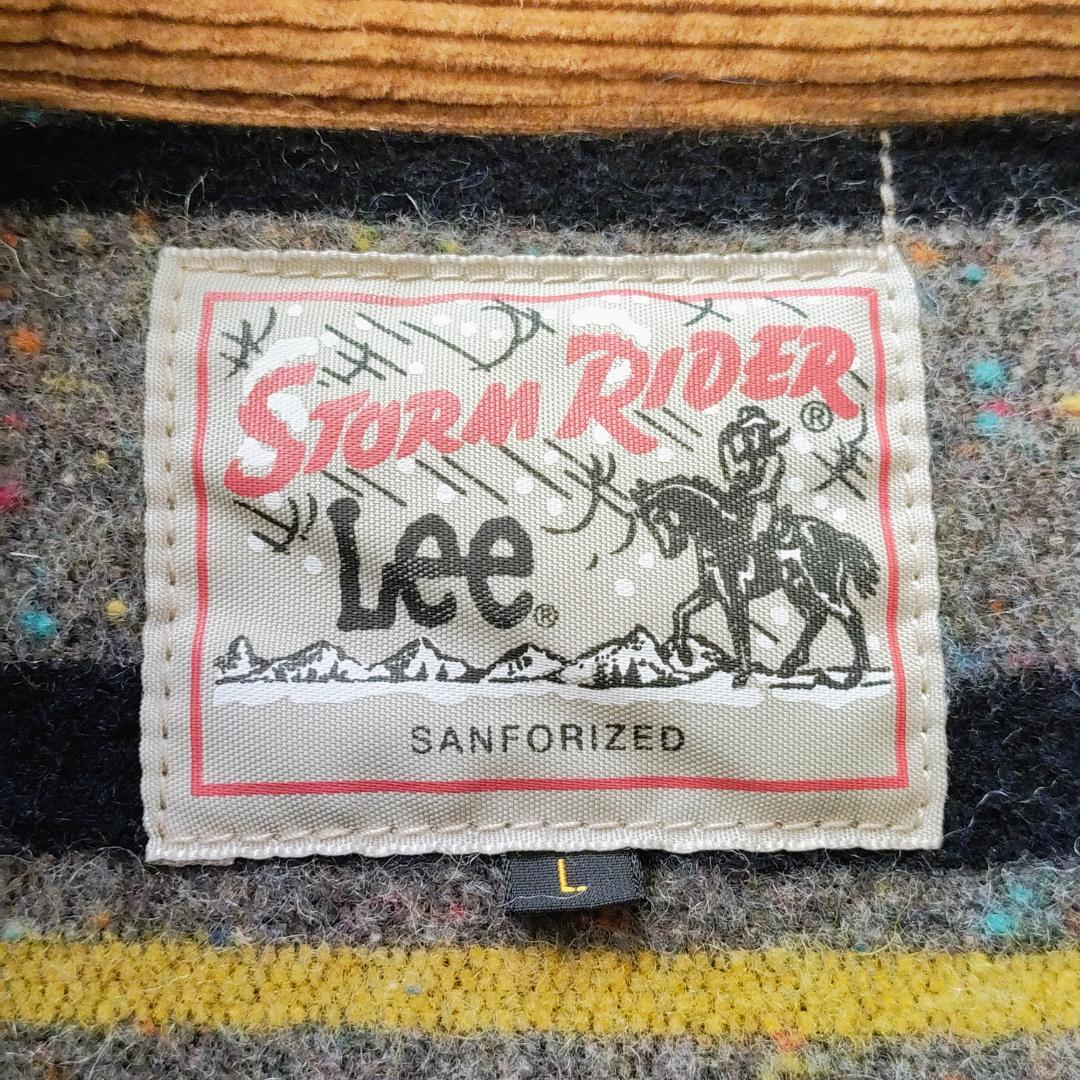 STORM RIDER ®
Lee ®
SANFORIZED
L